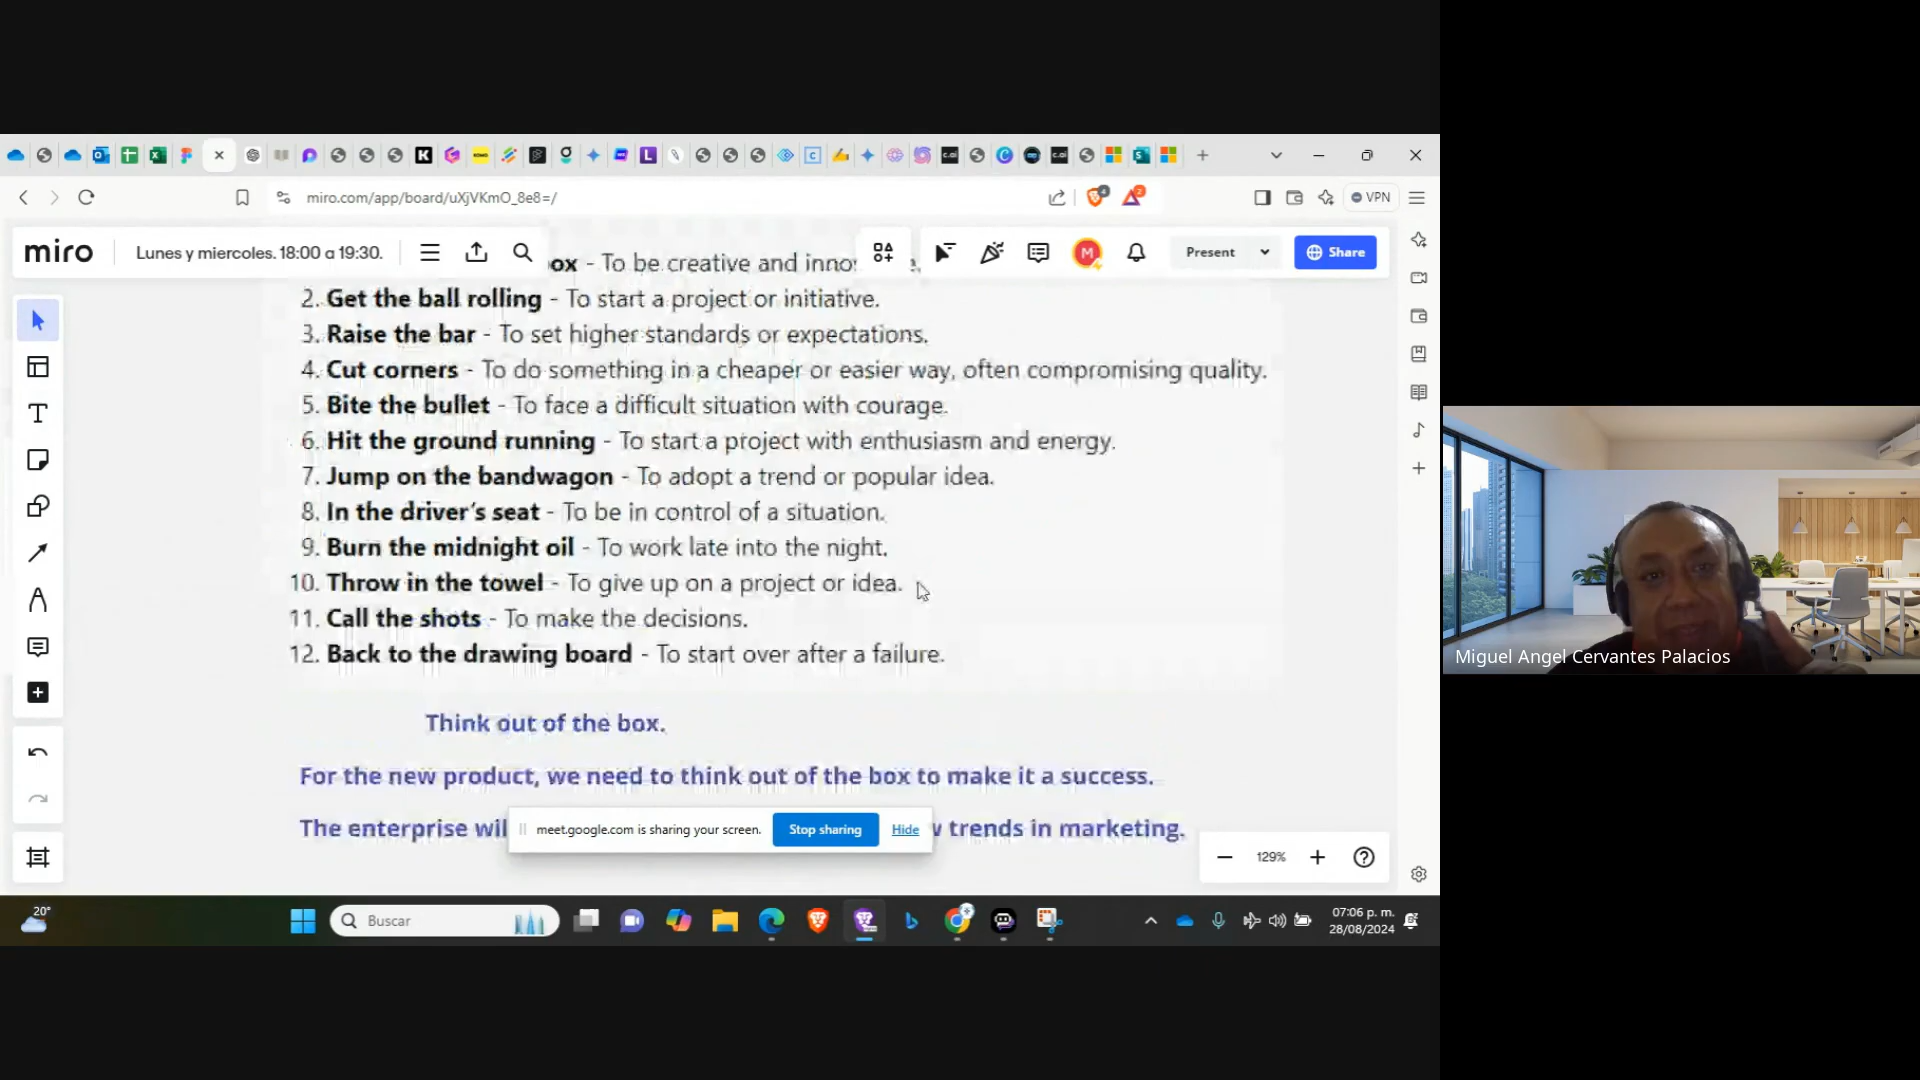 miro.com/app/board/uXjVKmO_8e8=/
VPN
miro
Lunes y miercoles. 18:00 a 19:30.
Present
Share
ox - To be creative and inno
2. Get the ball rolling - To start a project or initiative.
3. Raise the bar - To set higher standards or expectations.
4. Cut corners - To do something in a cheaper or easier way, often compromising quality.
5. Bite the bullet - To face a difficult situation with courage.
6. Hit the ground running - To start a project with enthusiasm and energy.
7. Jump on the bandwagon - To adopt a trend or popular idea.
8. In the driver's seat - To be in control of a situation.
9. Burn the midnight oil - To work late into the night.
10. Throw in the towel - To give up on a project or idea.
11. Call the shots - To make the decisions.
12. Back to the drawing board - To start over after a failure.
Miguel Angel Cervantes Palacios
Think out of the box.
For the new product, we need to think out of the box to make it a success.
The enterprise wil
trends in marketing.
meet.google.com is sharing your screen.
Stop sharing
Hide
129%
20°
Buscar
07:06 p. m.
28/08/2024